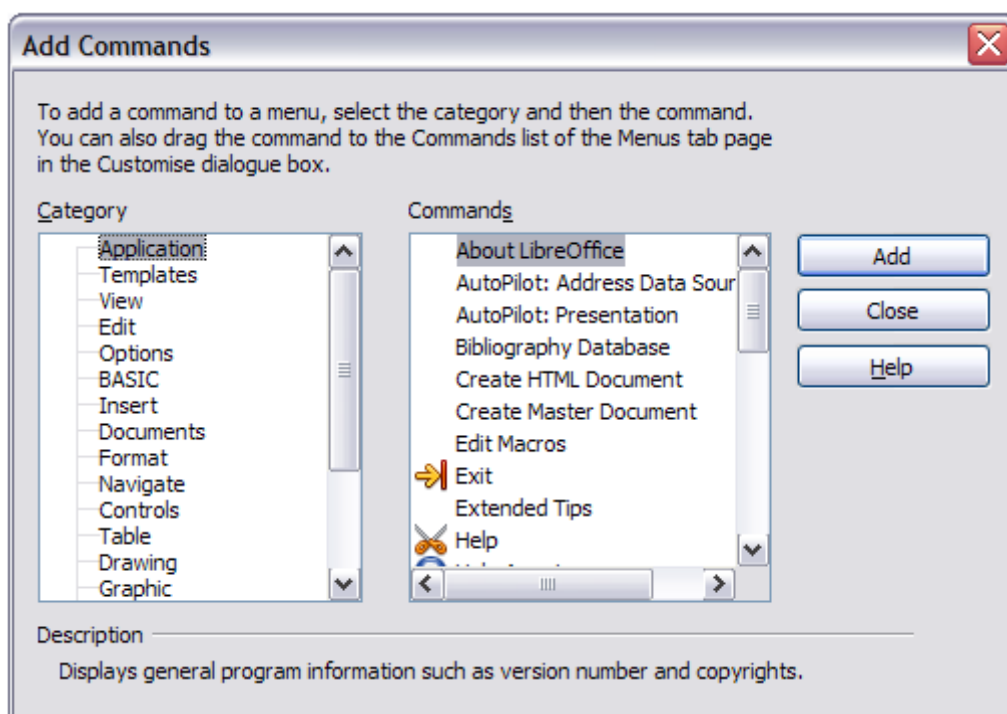 Add Commands
To add a command to a menu, select the category and then the command.
You can also drag the command to the Commands list of the Menus tab page
in the Customise dialogue box.
Category
Commands
Application
Templates
View
Edit
Options
BASIC
Insert
Documents
Format
Navigate
Controls
Table
Drawing
Graphic
About LibreOffice
AutoPilot: Address Data Sour
AutoPilot: Presentation
Bibliography Database
Create HTML Document
Create Master Document
Edit Macros
Exit
Extended Tips
Help
Add
Close
Help
Description
Displays general program information such as version number and copyrights.